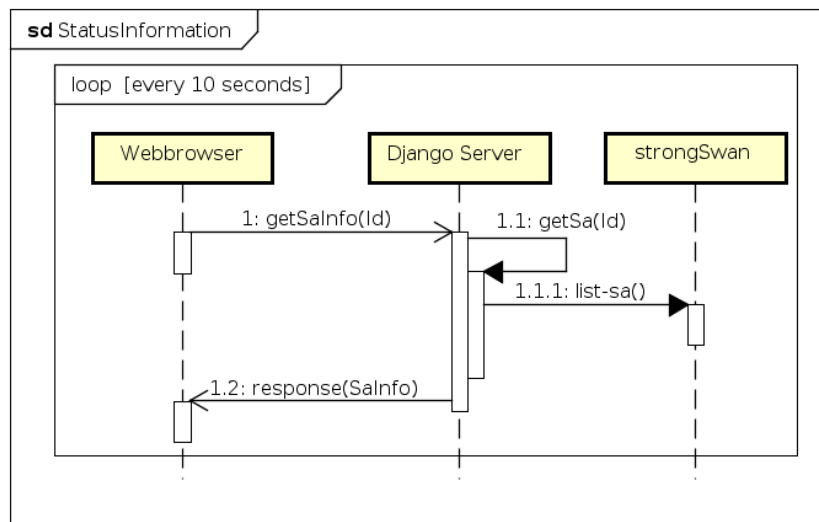 sd StatusInformation
loop [every 10 seconds]
Webbrowser
Django Server
strongSwan
1: getSaInfo(Id)
1.1: getSa(Id)
1.1.1: list-sa()
1.2: response(SaInfo)